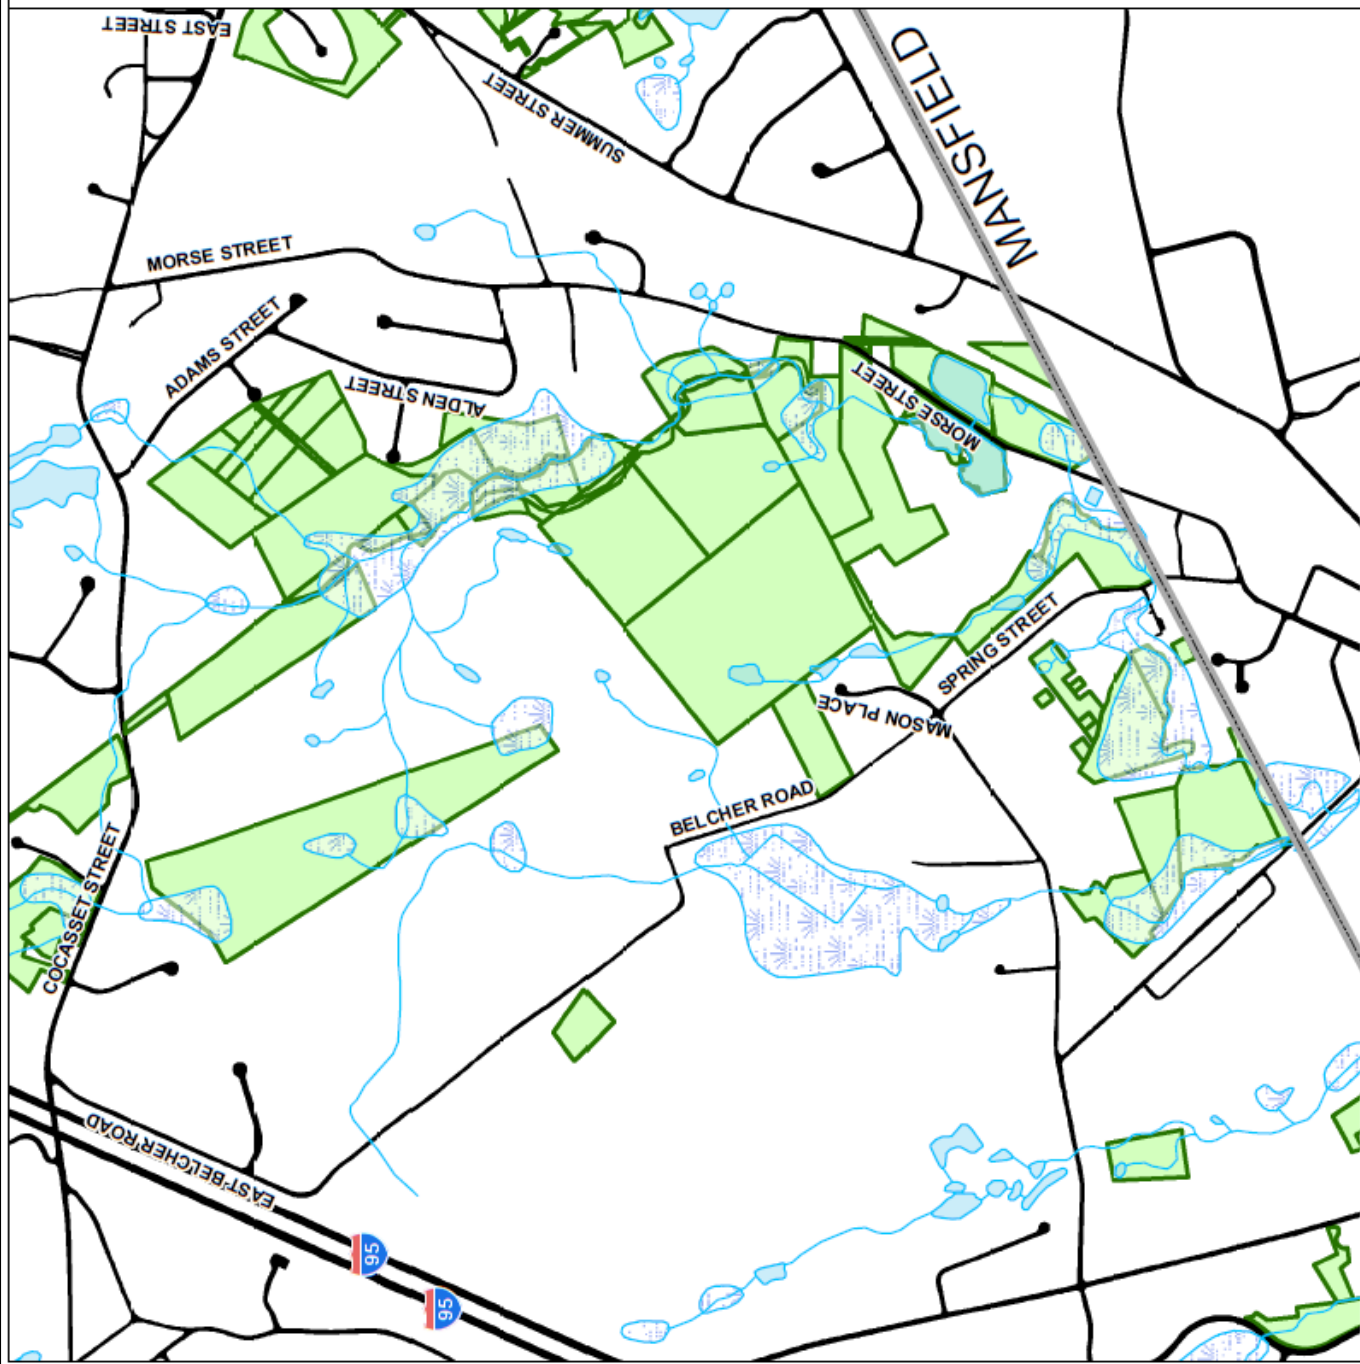 EAST STREET
SUMMER STREET
MANSFIELD
MORSE STREET
ADAMS STREET
ALDEN STREET
MORSE STREET
SPRING STREET
MASON PLACE
BELCHER ROAD
COCASSET STREET
EAST BELCHER ROAD
95
95